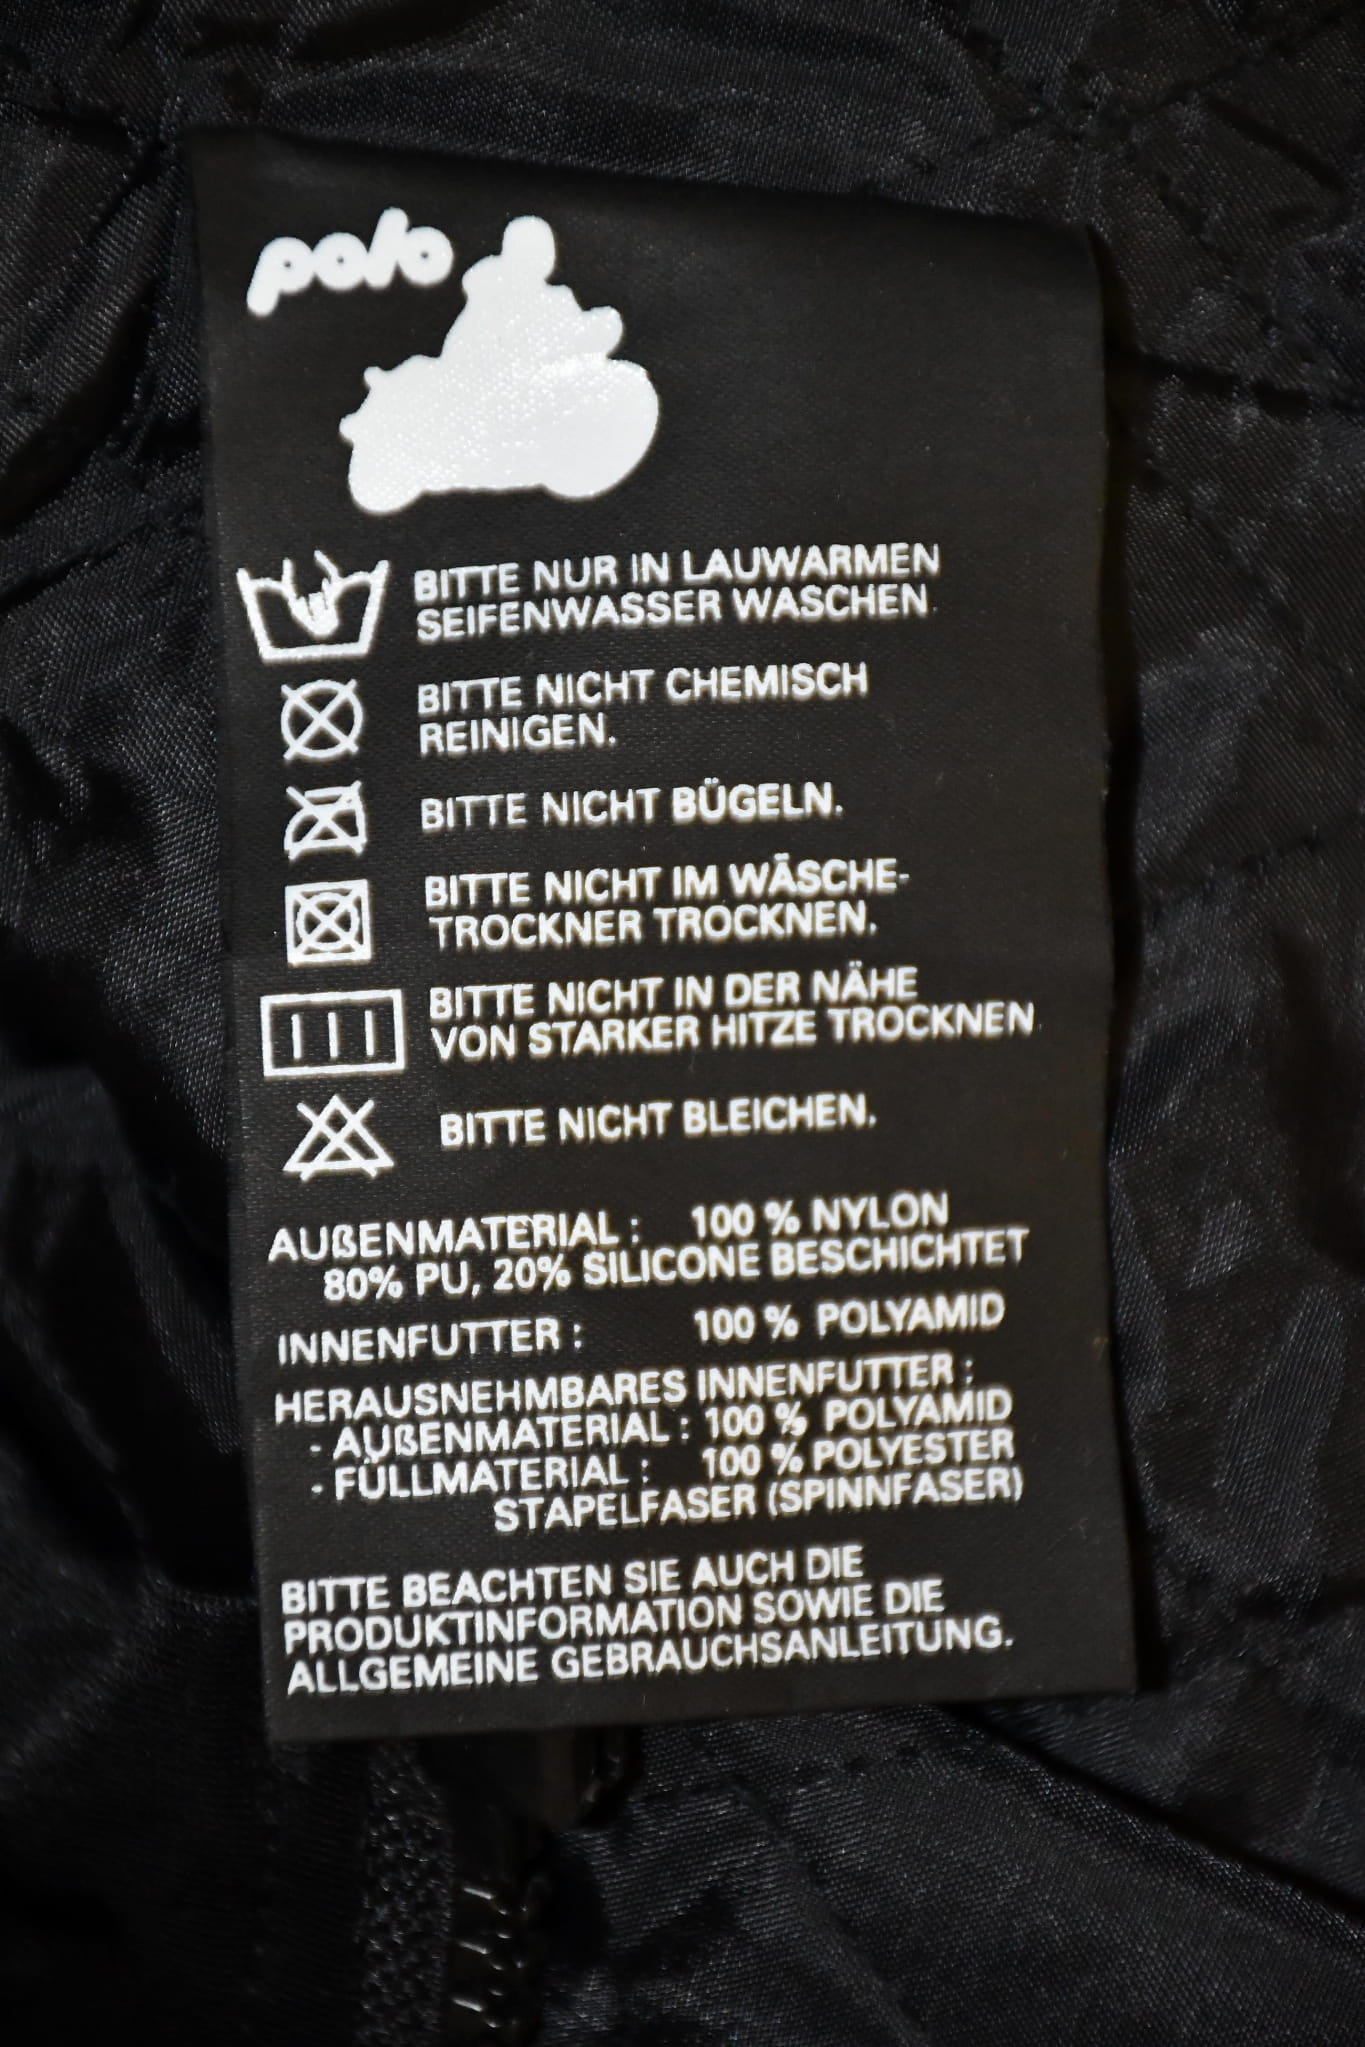 polo
BITTE NUR IN LAUWARMEN
SEIFENWASSER WASCHEN.
BITTE NICHT CHEMISCH
REINIGEN.
BITTE NICHT BÜGELN.
BITTE NICHT IM WÄSCHE-
TROCKNER TROCKNEN.
BITTE NICHT IN DER NÄHE
VON STARKER HITZE TROCKNEN.
BITTE NICHT BLEICHEN.
AUßENMATERIAL : 100 % NYLON
80% PU, 20% SILICONE BESCHICHTET
INNENFUTTER : 100 % POLYAMID
HERAUSNEHMBARES INNENFUTTER :
- AUßENMATERIAL : 100 % POLYAMID
- FÜLLMATERIAL : 100 % POLYESTER
STAPELFASER (SPINNFASER)
BITTE BEACHTEN SIE AUCH DIE
PRODUKTINFORMATION SOWIE DIE
ALLGEMEINE GEBRAUCHSANLEITUNG.